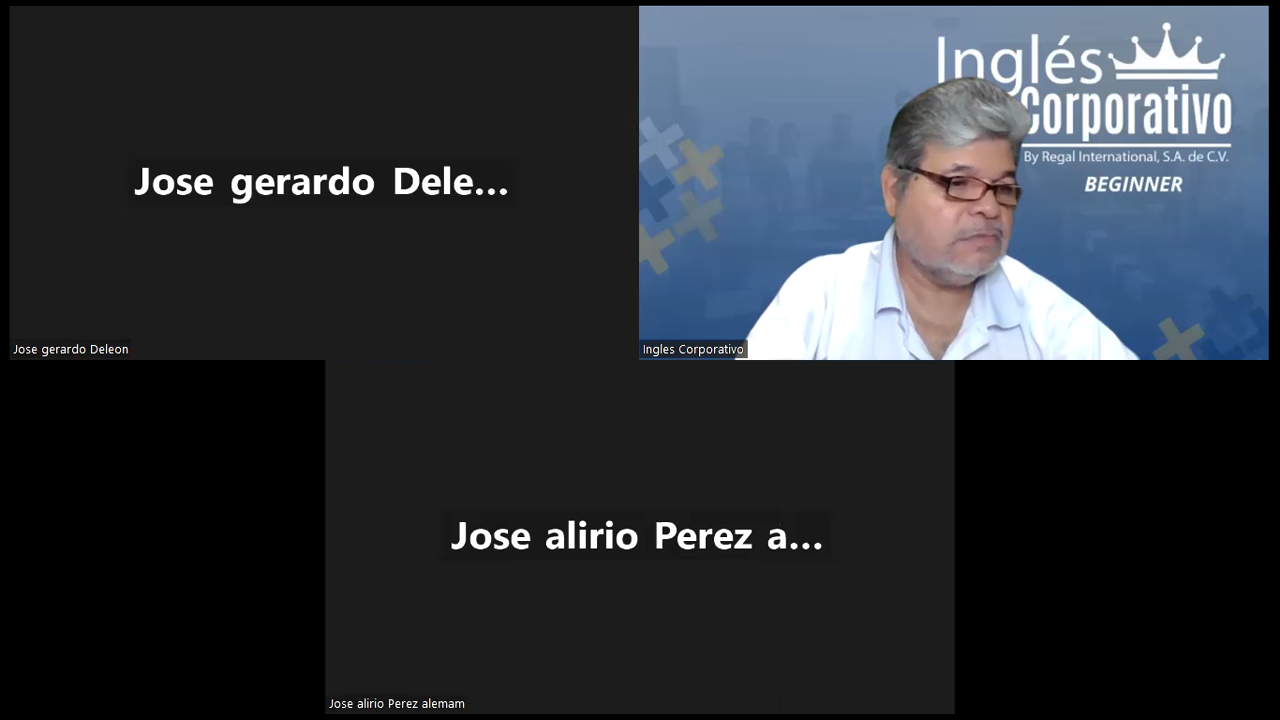 Jose gerardo Dele...
Jose gerardo Deleon
Inglés
Corporativo
By Regal International, S.A. de C.V.
BEGINNER
Ingles Corporativo
Jose alirio Perez a...
Jose alirio Perez alemam